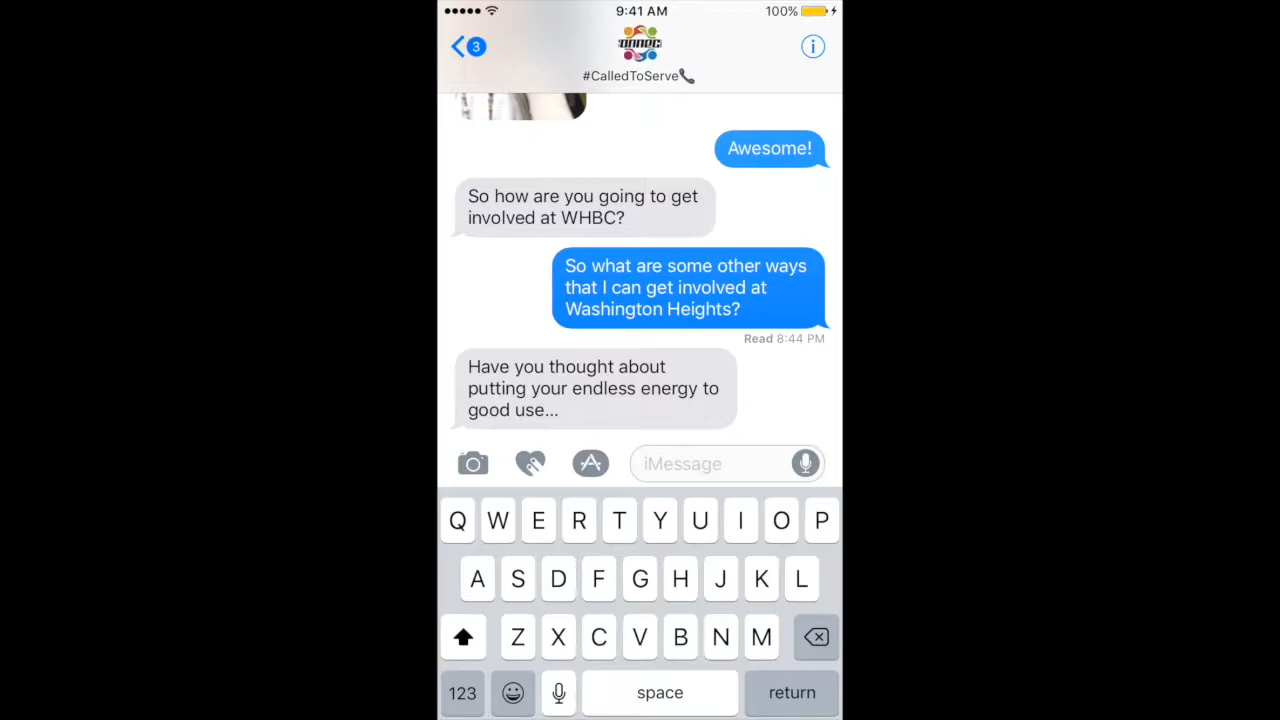 9:41 AM
100%
3
onnec
#CalledToServe
Awesome!
So how are you going to get
involved at WHBC?
So what are some other ways
that I can get involved at
Washington Heights?
Read 8:44 PM
Have you thought about
putting your endless energy to
good use...
iMessage
Q W E R T Y U I O P
A S D F G H J K L
Z X C V B N M
123 space return